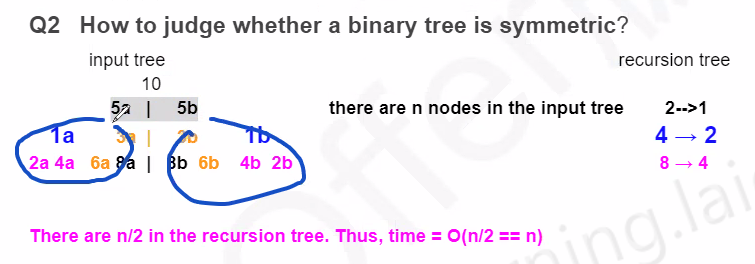 Q2 How to judge whether a binary tree is symmetric?
input tree recursion tree
10
5a | 5b there are n nodes in the input tree 2-->1
1a 3a | 3b 1b 4 → 2
2a 4a 6a 8a | 8b 6b 4b 2b 8 → 4
There are n/2 in the recursion tree. Thus, time = O(n/2 == n)